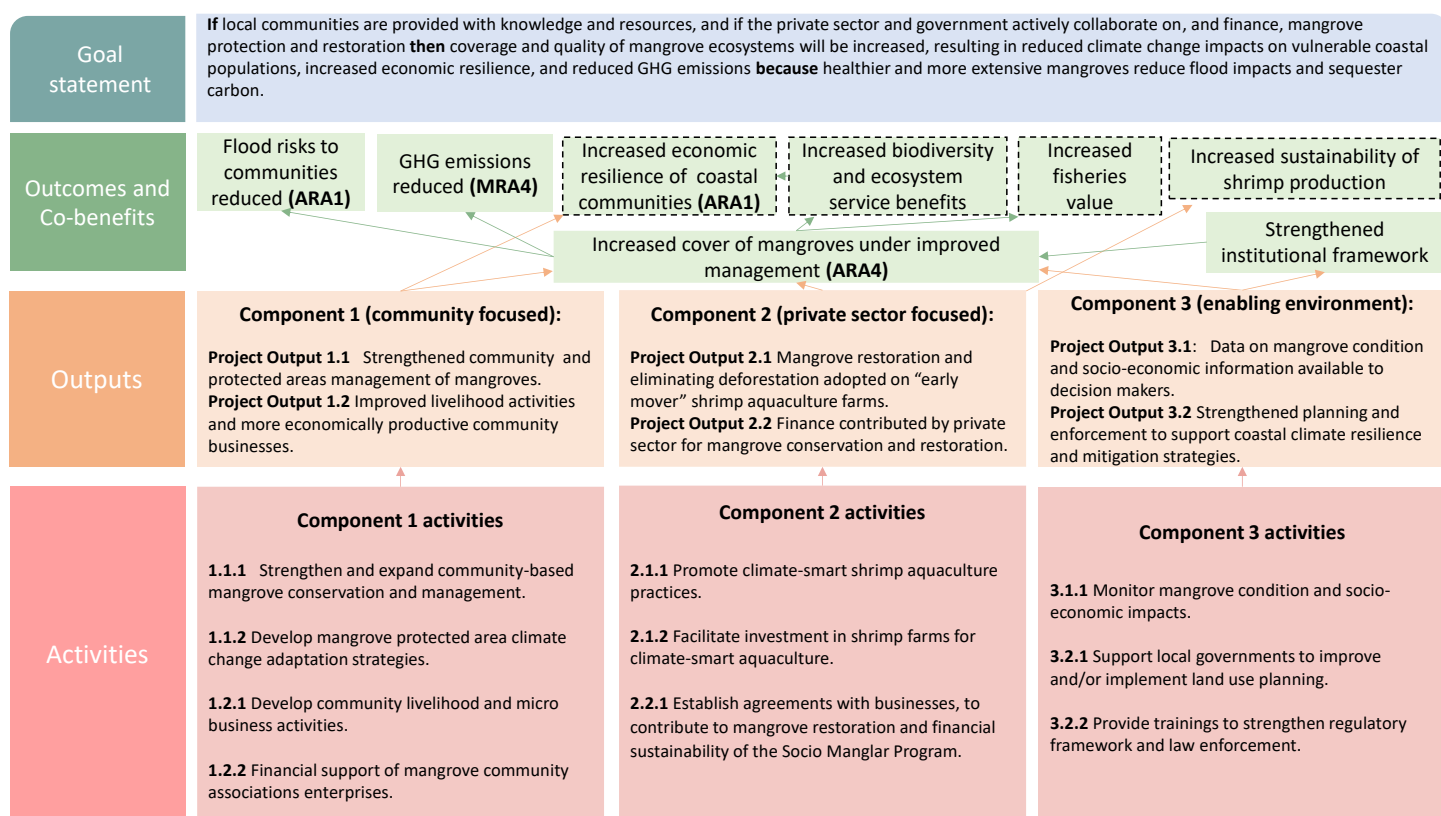 Goal
statement
If local communities are provided with knowledge and resources, and if the private sector and government actively collaborate on, and finance, mangrove
protection and restoration then coverage and quality of mangrove ecosystems will be increased, resulting in reduced climate change impacts on vulnerable coastal
populations, increased economic resilience, and reduced GHG emissions because healthier and more extensive mangroves reduce flood impacts and sequester
carbon.
Outcomes and
Co-benefits
Flood risks to
communities
reduced (ARA1)
GHG emissions
reduced (MRA4)
Increased economic
resilience of coastal
communities (ARA1)
Increased biodiversity
and ecosystem
service benefits
Increased
fisheries
value
Increased sustainability of
shrimp production
Increased cover of mangroves under improved
management (ARA4)
Strengthened
institutional framework
Outputs
Component 1 (community focused):
Project Output 1.1 Strengthened community and
protected areas management of mangroves.
Project Output 1.2 Improved livelihood activities
and more economically productive community
businesses.
Component 2 (private sector focused):
Project Output 2.1 Mangrove restoration and
eliminating deforestation adopted on “early
mover” shrimp aquaculture farms.
Project Output 2.2 Finance contributed by private
sector for mangrove conservation and restoration.
Component 3 (enabling environment):
Project Output 3.1: Data on mangrove condition
and socio-economic information available to
decision makers.
Project Output 3.2 Strengthened planning and
enforcement to support coastal climate resilience
and mitigation strategies.
Activities
Component 1 activities
1.1.1 Strengthen and expand community-based
mangrove conservation and management.
1.1.2 Develop mangrove protected area climate
change adaptation strategies.
1.2.1 Develop community livelihood and micro
business activities.
1.2.2 Financial support of mangrove community
associations enterprises.
Component 2 activities
2.1.1 Promote climate-smart shrimp aquaculture
practices.
2.1.2 Facilitate investment in shrimp farms for
climate-smart aquaculture.
2.2.1 Establish agreements with businesses, to
contribute to mangrove restoration and financial
sustainability of the Socio Manglar Program.
Component 3 activities
3.1.1 Monitor mangrove condition and socio-
economic impacts.
3.2.1 Support local governments to improve
and/or implement land use planning.
3.2.2 Provide trainings to strengthen regulatory
framework and law enforcement.